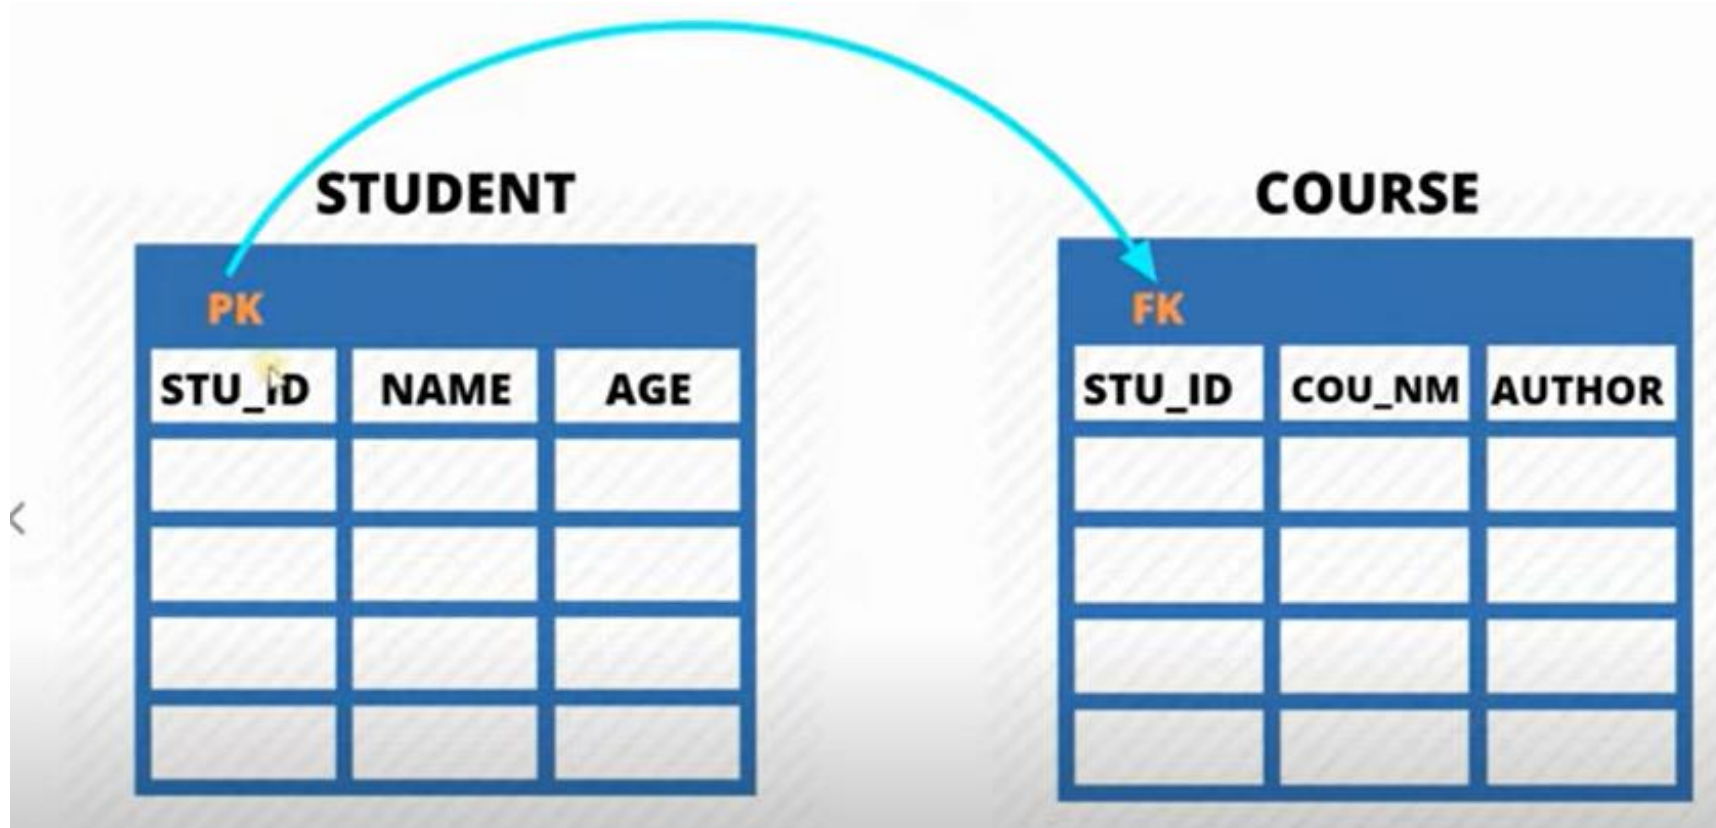 STUDENT
PK
STU_ID NAME AGE
COURSE
FK
STU_ID COU_NM AUTHOR